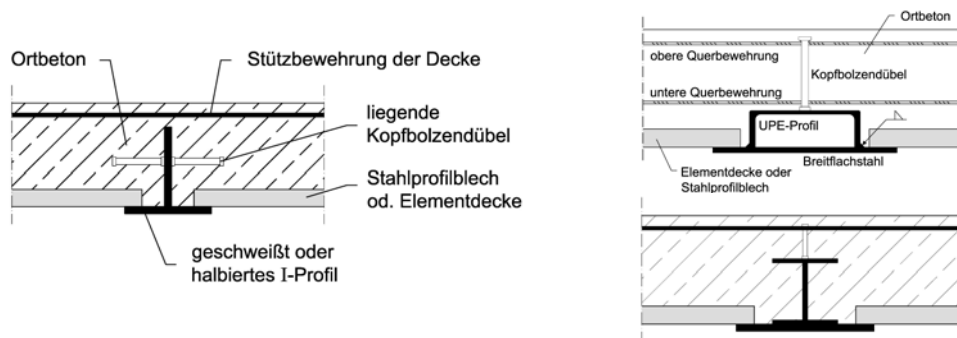 Ortbeton
Stützbewehrung der Decke
liegende
Kopfbolzendübel
Stahlprofilblech
od. Elementdecke
geschweißt oder
halbiertes I-Profil
Ortbeton
obere Querbewehrung
Kopfbolzendübel
untere Querbewehrung
UPE-Profil
Breitflachstahl
Elementdecke oder
Stahlprofilblech